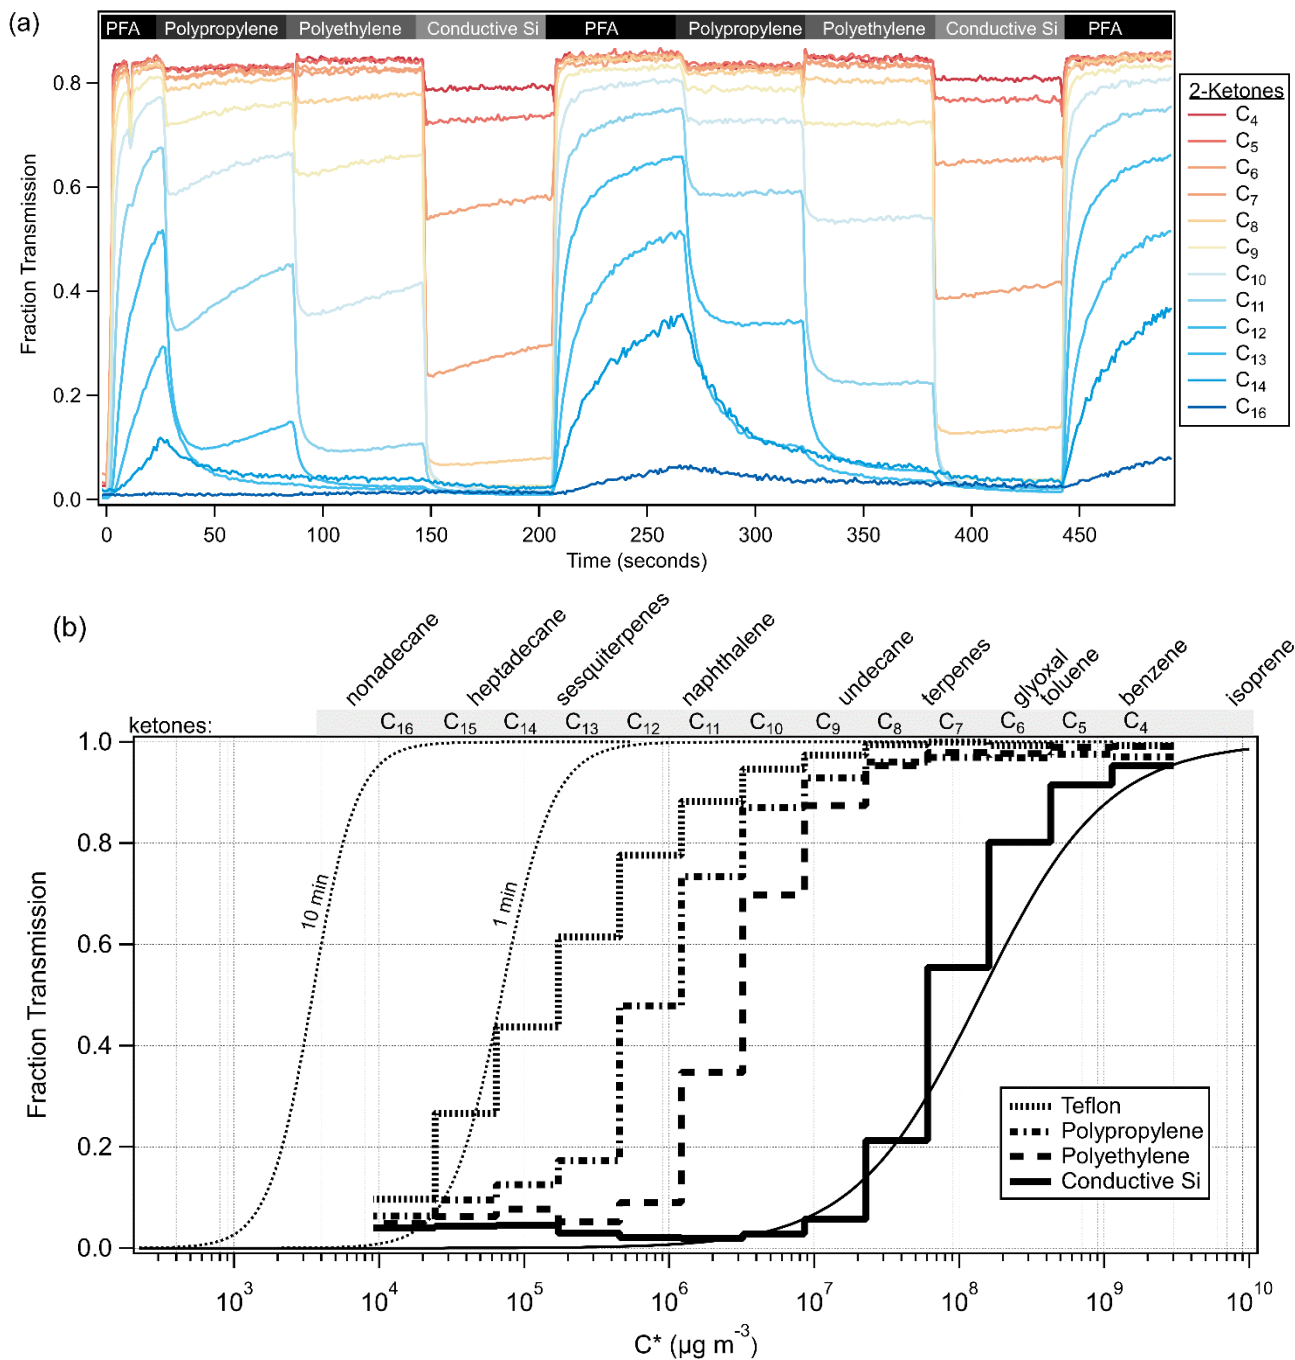 (a)
PFA Polypropylene Polyethylene Conductive Si PFA Polypropylene Polyethylene Conductive Si PFA
0.8
0.6
0.4
0.2
0.0
Fraction Transmission
0 50 100 150 200 250 300 350 400 450
Time (seconds)
2-Ketones
C4
C5
C6
C7
C8
C9
C10
C11
C12
C13
C14
C16
(b)
nonadecane heptadecane sesquiterpenes naphthalene undecane terpenes glyoxal toluene benzene isoprene
ketones: C16 C15 C14 C13 C12 C11 C10 C9 C8 C7 C6 C5 C4
1.0
0.8
0.6
0.4
0.2
0.0
Fraction Transmission
10 min
1 min
Teflon
Polypropylene
Polyethylene
Conductive Si
10^3 10^4 10^5 10^6 10^7 10^8 10^9 10^10
C* (µg m^-3)